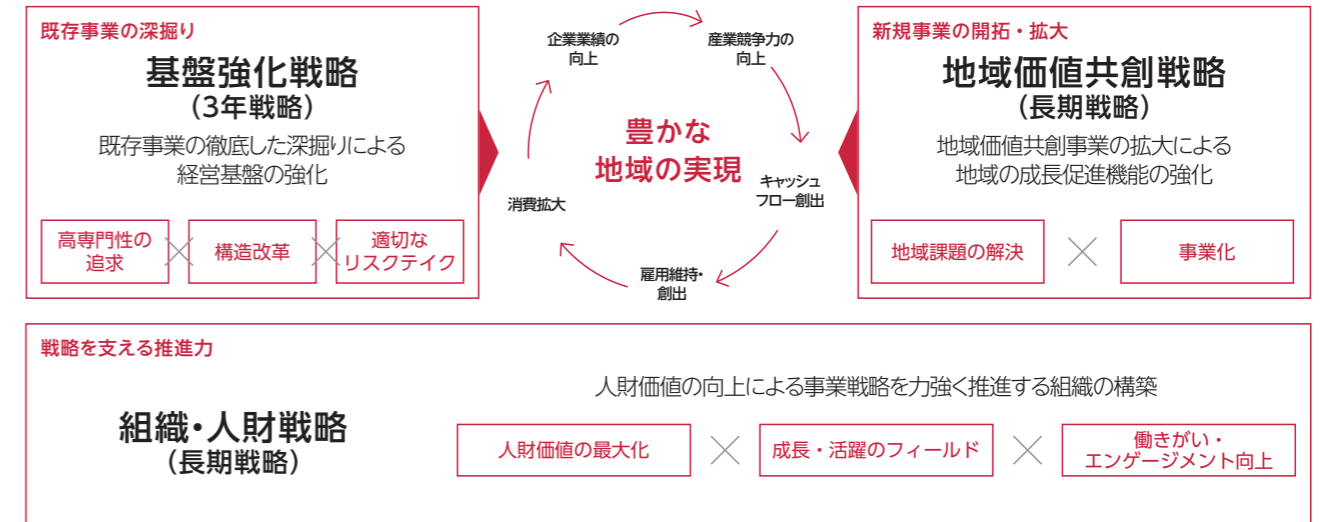 既存事業の深掘り
基盤強化戦略
(3年戦略)
既存事業の徹底した深掘りによる
経営基盤の強化
高専門性の
追求
構造改革
適切な
リスクテイク
企業業績の
向上
産業競争力の
向上
豊かな
地域の実現
キャッシュ
フロー創出
消費拡大
雇用維持・
創出
新規事業の開拓・拡大
地域価値共創戦略
(長期戦略)
地域価値共創事業の拡大による
地域の成長促進機能の強化
地域課題の解決
事業化
戦略を支える推進力
組織・人財戦略
(長期戦略)
人財価値の向上による事業戦略を力強く推進する組織の構築
人財価値の最大化
成長・活躍のフィールド
働きがい・
エンゲージメント向上